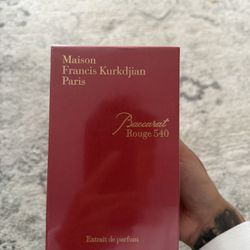 Maison
Francis Kurkdjian
Paris
Baccarat
Rouge 540
Extrait de parfum